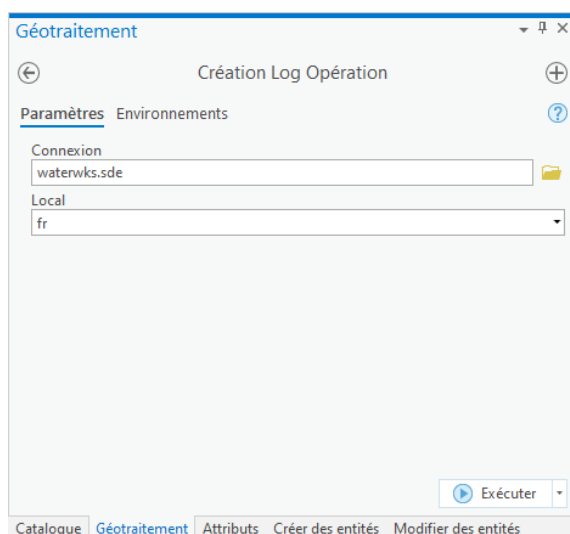 Géotraitement
Création Log Opération
Paramètres Environnements
Connexion
waterwks.sde
Local
fr
Exécuter
Catalogue Géotraitement Attributs Créer des entités Modifier des entités